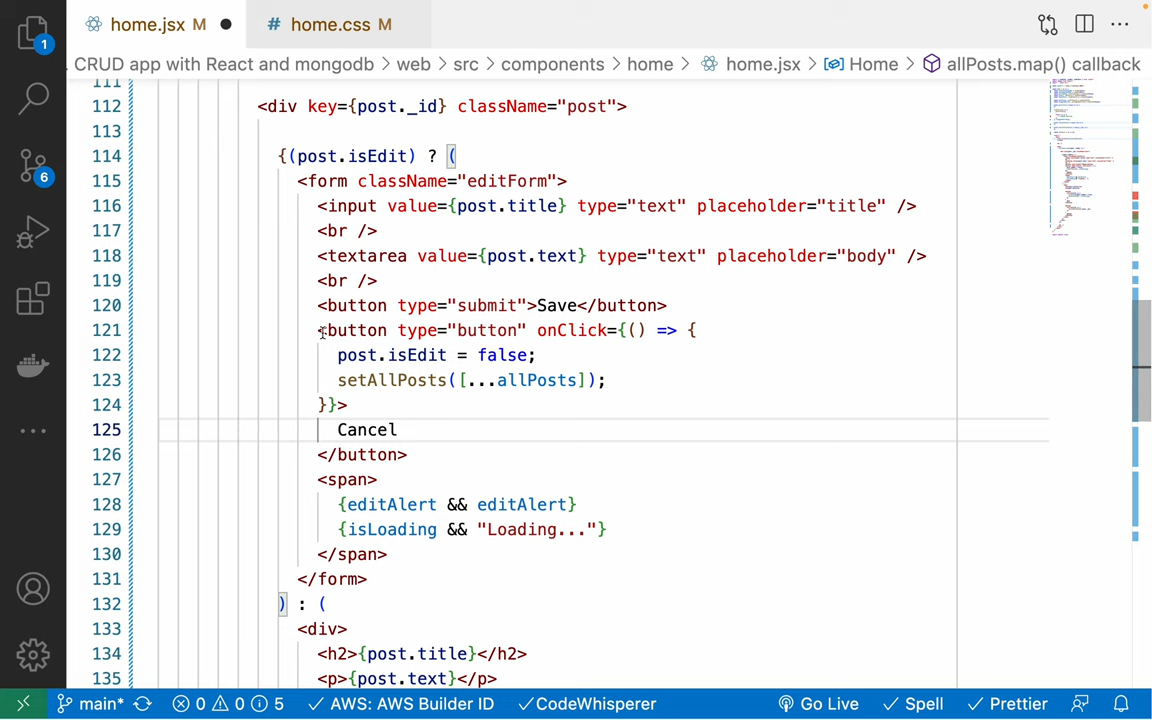 home.jsx M
# home.css M
1
. CRUD app with React and mongodb > web > src > components > home > home.jsx > Home > allPosts.map() callback
111
112 <div key={post._id} className="post">
113
114 {(post.isEdit) ? (
115 <form className="editForm">
116 <input value={post.title} type="text" placeholder="title" />
117 <br />
118 <textarea value={post.text} type="text" placeholder="body" />
119 <br />
120 <button type="submit">Save</button>
121 <button type="button" onClick={() => {
122 post.isEdit = false;
123 setAllPosts([...allPosts]);
124 }}>
125 Cancel
126 </button>
127 <span>
128 {editAlert && editAlert}
129 {isLoading && "Loading..."}
130 </span>
131 </form>
132 ) : (
133 <div>
134 <h2>{post.title}</h2>
135 <p>{post.text}</p>
6
main* 0 0 5 AWS: AWS Builder ID CodeWhisperer Go Live Spell Prettier